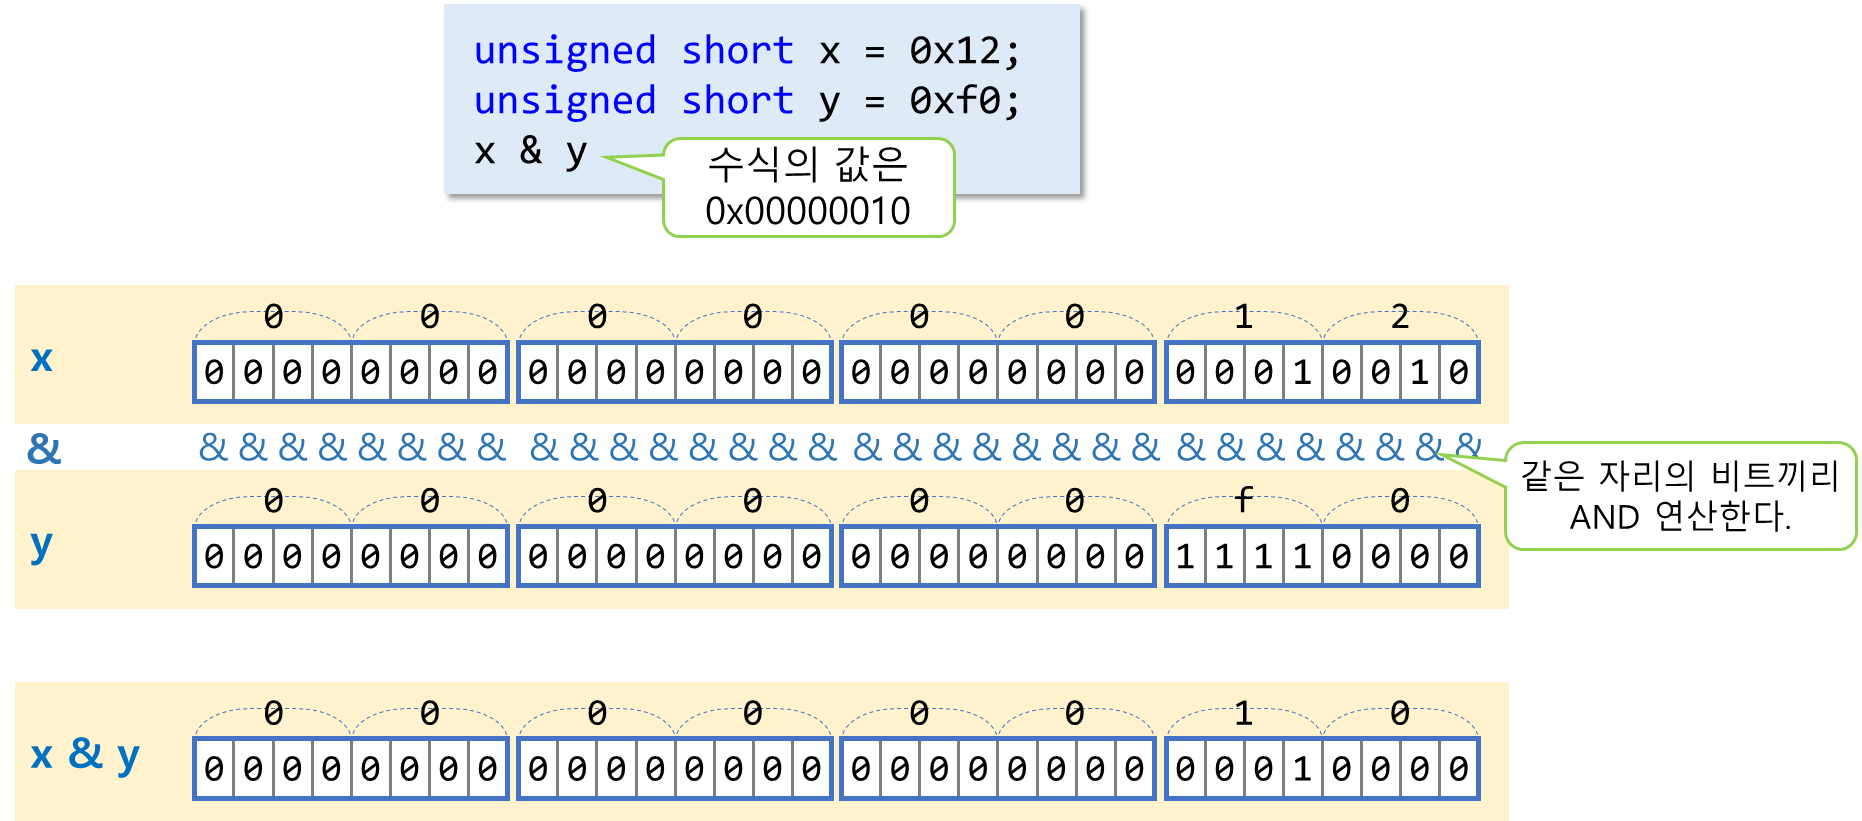 unsigned short x = 0x12;
unsigned short y = 0xf0;
x & y
수식의 값은
0x00000010
0 0 0 0 0 0 1 2
x 0 0 0 0 0 0 0 0 0 0 0 0 0 0 0 0 0 0 0 0 0 0 0 0 0 0 0 1 0 0 1 0
& & & & & & & & & & & & & & & & & & & & & & & & & & & & & & & & &
같은 자리의 비트끼리
AND 연산한다.
0 0 0 0 0 0 f 0
y 0 0 0 0 0 0 0 0 0 0 0 0 0 0 0 0 0 0 0 0 0 0 0 0 1 1 1 1 0 0 0 0
0 0 0 0 0 0 1 0
x & y 0 0 0 0 0 0 0 0 0 0 0 0 0 0 0 0 0 0 0 0 0 0 0 0 0 0 0 1 0 0 0 0